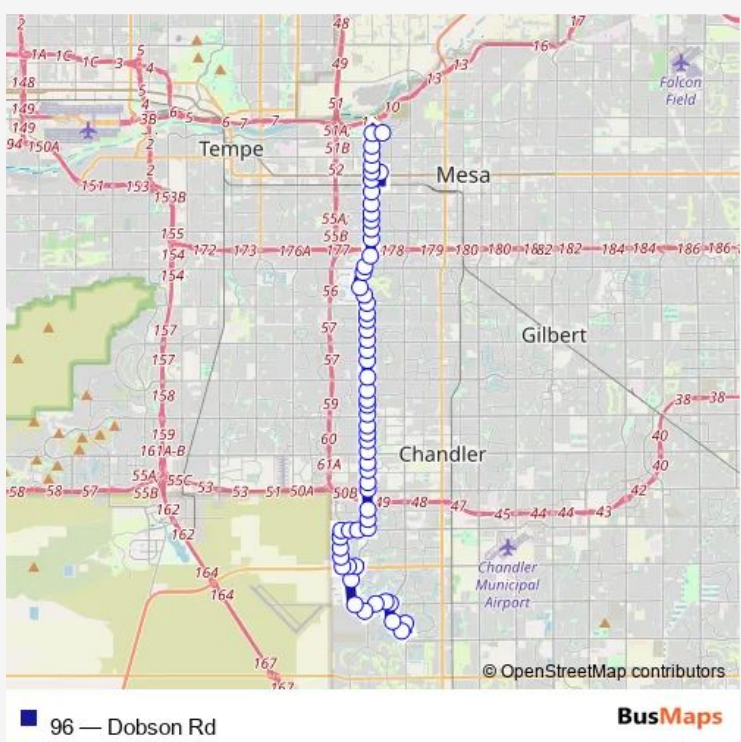 2 48 17
1A 1C 1C 3 5 4 16
148 5 49 13 13 Falcon
Field
149 5 4 51 10
149 3B 6 5 6 7 7 51A
94 150A 2 Tempe 51B
151 153 2 52 Mesa
153B
155 55A
154 172 173 176A 55B 177 178 179 180 180 182 184 184 186 186
154 56
157 57 Gilbert
157 57
158 59 38 38
159 60 40
161A-B Chandler 40
55A 61A
58 58 57 55B 55C 53 53 51 50A 50B 49 48 47 45 44 44 43 42
162
162
164 Chandler
164 Municipal
Airport
167
167
© OpenStreetMap contributors
96 — Dobson Rd
BusMaps